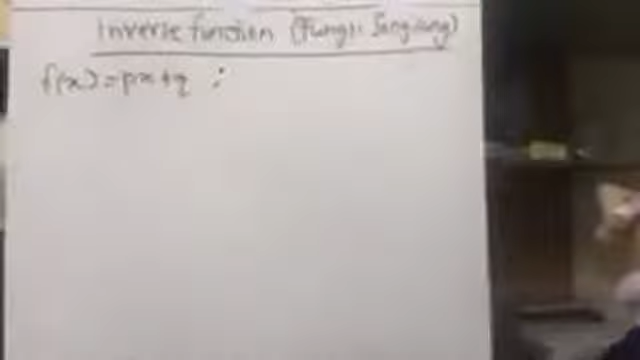 Inverse function (Fungsi Songsang)
f(x) = px + q ;